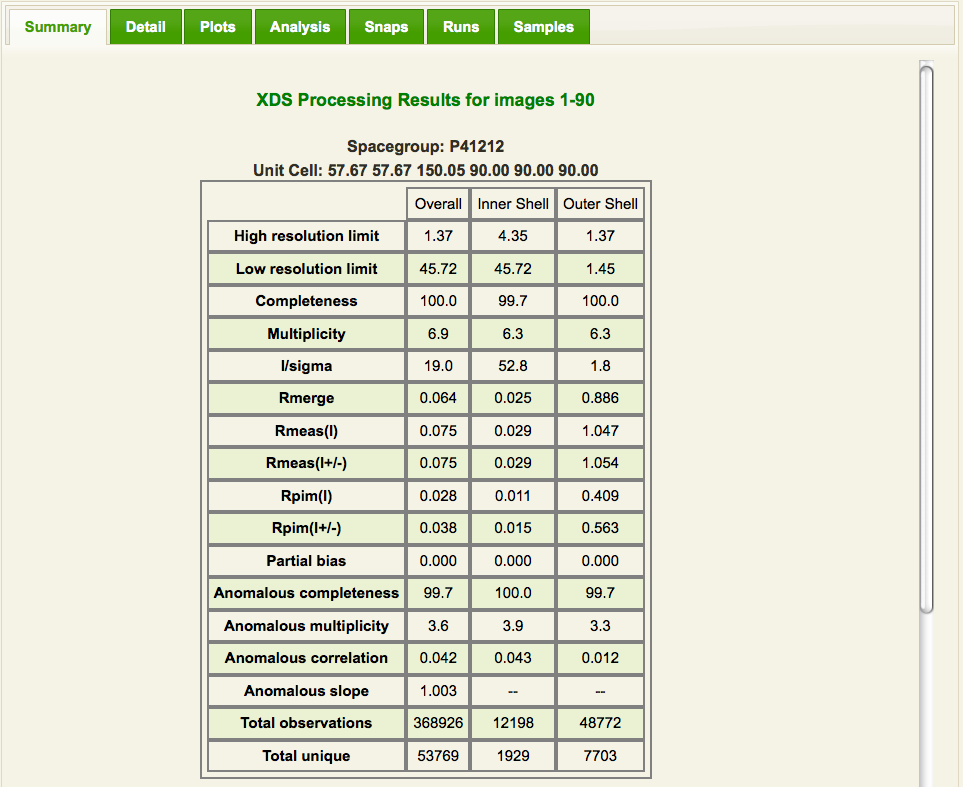 Summary Detail Plots Analysis Snaps Runs Samples
XDS Processing Results for images 1-90
Spacegroup: P41212
Unit Cell: 57.67 57.67 150.05 90.00 90.00 90.00
Overall Inner Shell Outer Shell
High resolution limit 1.37 4.35 1.37
Low resolution limit 45.72 45.72 1.45
Completeness 100.0 99.7 100.0
Multiplicity 6.9 6.3 6.3
I/sigma 19.0 52.8 1.8
Rmerge 0.064 0.025 0.886
Rmeas(I) 0.075 0.029 1.047
Rmeas(I+/-) 0.075 0.029 1.054
Rpim(I) 0.028 0.011 0.409
Rpim(I+/-) 0.038 0.015 0.563
Partial bias 0.000 0.000 0.000
Anomalous completeness 99.7 100.0 99.7
Anomalous multiplicity 3.6 3.9 3.3
Anomalous correlation 0.042 0.043 0.012
Anomalous slope 1.003 -- --
Total observations 368926 12198 48772
Total unique 53769 1929 7703